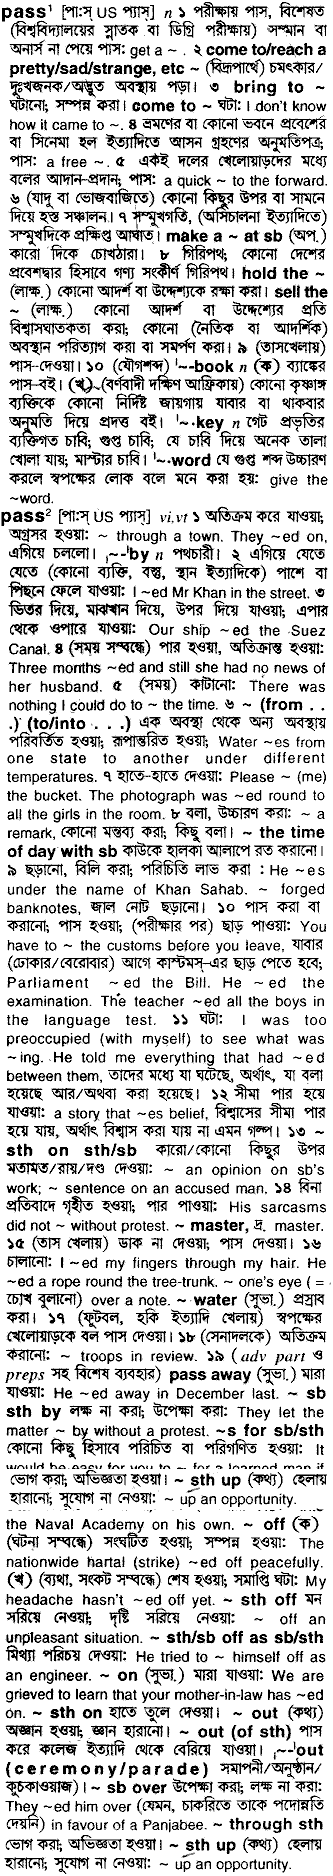 pass¹ [পা:স্ US প্যাস্] n ১ পরীক্ষায় পাস, বিশেষত
(বিশ্ববিদ্যালয়ের স্নাতক বা ডিগ্রি পরীক্ষায়) সম্মান বা
অনার্স না পেয়ে পাস: get a ~. ২ come to/reach a
pretty/sad/strange, etc ~ (বিদ্রূপার্থে) চমৎকার/
দুঃখজনক/অদ্ভুত অবস্থায় পড়া। ৩ bring to ~
ঘটানো; সম্পন্ন করা। come to ~ ঘটা: I don't know
how it came to ~. ৪ ভ্রমণের বা কোনো ভবনে প্রবেশের
বা সিনেমা হল ইত্যাদিতে আসন গ্রহণের অনুমতিপত্র;
পাস: a free ~. ৫ একই দলের খেলোয়াড়দের মধ্যে
বলের আদান-প্রদান; পাস: a quick ~ to the forward.
৬ (যাদু বা ভোজবাজিতে) কোনো কিছুর উপর বা সামনে
দিয়ে হস্ত সঞ্চালন। ৭ সম্মুখগতি, (অসিচালনা ইত্যাদিতে)
সম্মুখদিকে প্রক্ষিপ্ত আঘাত। make a ~ at sb (অপ.)
কারো দিকে চোখঠারা। ৮ গিরিপথ; কোনো দেশের
প্রবেশদ্বার হিসাবে গণ্য সংকীর্ণ গিরিপথ। hold the ~
(লাক্ষ.) কোনো আদর্শ বা উদ্দেশ্যকে রক্ষা করা। sell the
~ (লাক্ষ.) কোনো আদর্শ বা উদ্দেশ্যের প্রতি
বিশ্বাসঘাতকতা করা; কোনো (নৈতিক বা আদর্শিক)
অবস্থান পরিত্যাগ করা বা সমর্পণ করা। ৯ (তাসখেলায়)
পাস-দেওয়া। ১০ (যৌগশব্দ) ˈ~-book n (ক) ব্যাংকের
পাস-বই। (খ) (বর্ণবাদী দক্ষিণ আফ্রিকায়) কোনো কৃষ্ণাঙ্গ
ব্যক্তিকে কোনো নির্দিষ্ট জায়গায় যাবার বা থাকবার
অনুমতি দিয়ে প্রদত্ত বই। ˈ~-key n গেট প্রভৃতির
ব্যক্তিগত চাবি; গুপ্ত চাবি; যে চাবি দিয়ে অনেক তালা
খোলা যায়; মাস্টার চাবি। ˈ~-word যে গুপ্ত শব্দ উচ্চারণ
করলে স্বপক্ষের লোক বলে মনে করা হয়: give the
~word.
pass² [পা:স্ US প্যাস্] vi,vt ১ অতিক্রম করে যাওয়া;
অগ্রসর হওয়া: ~ through a town. They ~ed on,
এগিয়ে চললো। ˌ~-ˈby n পথচারী। ২ এগিয়ে যেতে
যেতে (কোনো ব্যক্তি, বস্তু, স্থান ইত্যাদিকে) পাশে বা
পিছনে ফেলে যাওয়া: I ~ed Mr Khan in the street. ৩
ভিতর দিয়ে, মাঝখান দিয়ে, উপর দিয়ে যাওয়া; এপার
থেকে ওপারে যাওয়া: Our ship ~ed the Suez
Canal. ৪ (সময় সম্বন্ধে) পার হওয়া, অতিক্রান্ত হওয়া:
Three months ~ed and still she had no news of
her husband. ৫ (সময়) কাটানো: There was
nothing I could do to ~ the time. ৬ ~ (from . .
.) (to/into . . .) এক অবস্থা থেকে অন্য অবস্থায়
পরিবর্তিত হওয়া; রূপান্তরিত হওয়া: Water ~es from
one state to another under different
temperatures. ৭ হাতে-হাতে দেওয়া: Please ~ (me)
the bucket. The photograph was ~ed round to
all the girls in the room. ৮ বলা, উচ্চারণ করা: ~ a
remark, কোনো মন্তব্য করা; কিছু বলা। ~ the time
of day with sb কাউকে হালকা আলাপে রত করানো।
৯ ছড়ানো, বিলি করা; পরিচিতি লাভ করা : He ~es
under the name of Khan Sahab. ~ forged
banknotes, জাল নোট ছড়ানো। ১০ পাস করা বা
করানো; পাস হওয়া; (পরীক্ষার পর) ছাড় পাওয়া: You
have to ~ the customs before you leave, যাবার
(ঢোকার/বেরোবার) আগে কাস্টমস্-এর ছাড় পেতে হবে;
Parliament ~ed the Bill. He ~ed the
examination. The teacher ~ed all the boys in
the language test. ১১ ঘটা: I was too
preoccupied (with myself) to see what was
~ing. He told me everything that had ~ed
between them, তাদের মধ্যে যা ঘটেছে, অর্থাৎ, যা বলা
হয়েছে আর/অথবা করা হয়েছে। ১২ সীমা পার হয়ে
যাওয়া: a story that ~es belief, বিশ্বাসের সীমা পার
হয়ে যায়, অর্থাৎ বিশ্বাস করা যায় না এমন গল্প। ১৩ ~
sth on sth/sb কারো/কোনো কিছুর উপর
মতামত/রায়/দণ্ড দেওয়া: ~ an opinion on sb's
work; ~ sentence on an accused man. ১৪ বিনা
প্রতিবাদে গৃহীত হওয়া, পার পাওয়া: His sarcasms
did not ~ without protest. ~ master, দ্র. master.
১৫ (তাস খেলায়) ডাক না দেওয়া; পাস দেওয়া। ১৬
চালানো: I ~ed my fingers through my hair. He
~ed a rope round the tree-trunk. ~ one's eye ( =
চোখ বুলানো) over a note. ~ water (সুভা.) প্রস্রাব
করা। ১৭ (ফুটবল, হকি ইত্যাদি খেলায়) স্বপক্ষের
খেলোয়াড়কে বল পাস দেওয়া। ১৮ (সেনাদলকে) অতিক্রম
করানো: ~ troops in review. ১৯ (adv part ও
preps সহ বিশেষ ব্যবহার) pass away (সুভা.) মারা
যাওয়া: He ~ed away in December last. ~ sb
sth by লক্ষ না করা; উপেক্ষা করা: They let the
matter ~ by without a protest. ~s for sb/sth
কোনো কিছু হিসাবে পরিচিত বা পরিগণিত হওয়া: It
would be easy for you to ~ for a learned man if
ভোগ করা; অভিজ্ঞতা হওয়া। ~ sth up (কথ্য) হেলায়
হারানো; সুযোগ না নেওয়া: ~ up an opportunity.
the Naval Academy on his own. ~ off (ক)
(ঘটনা সম্বন্ধে) সংঘটিত হওয়া; সম্পন্ন হওয়া: The
nationwide hartal (strike) ~ed off peacefully.
(খ) (ব্যথা, সংকট সম্বন্ধে) শেষ হওয়া; সমাপ্তি ঘটা: My
headache hasn't ~ed off yet. ~ sth off মন
সরিয়ে নেওয়া; দৃষ্টি সরিয়ে নেওয়া: ~ off an
unpleasant situation. ~ sth/sb off as sb/sth
মিথ্যা পরিচয় দেওয়া: He tried to ~ himself off as
an engineer. ~ on (সুভা.) মারা যাওয়া: We are
grieved to learn that your mother-in-law has ~ed
on. ~ sth on হাতে তুলে দেওয়া। ~ out (কথ্য)
অজ্ঞান হওয়া; জ্ঞান হারানো। ~ out (of sth) পাস
করে কলেজ ইত্যাদি থেকে বেরিয়ে যাওয়া। ˌ~-ˈout
(ceremony/parade) সমাপনী/অনুষ্ঠান/
কুচকাওয়াজ)। ~ sb over উপেক্ষা করা; লক্ষ না করা:
They ~ed him over (যেমন, চাকরিতে তাকে পদোন্নতি
দেয়নি) in favour of a Panjabee. ~ through sth
ভোগ করা; অভিজ্ঞতা হওয়া। ~ sth up (কথ্য) হেলায়
হারানো; সুযোগ না নেওয়া: ~ up an opportunity.